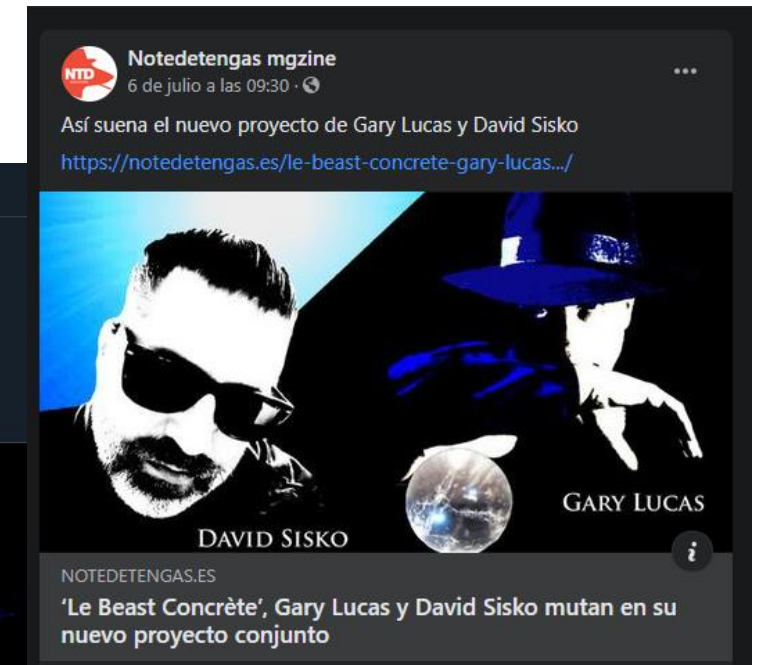 NTD
Notedetengas mgzine
6 de julio a las 09:30 ·
Así suena el nuevo proyecto de Gary Lucas y David Sisko
https://notedetengas.es/le-beast-concrete-gary-lucas.../
GARY LUCAS
DAVID SISKO
NOTEDETENGAS.ES
‘Le Beast Concrète’, Gary Lucas y David Sisko mutan en su
nuevo proyecto conjunto